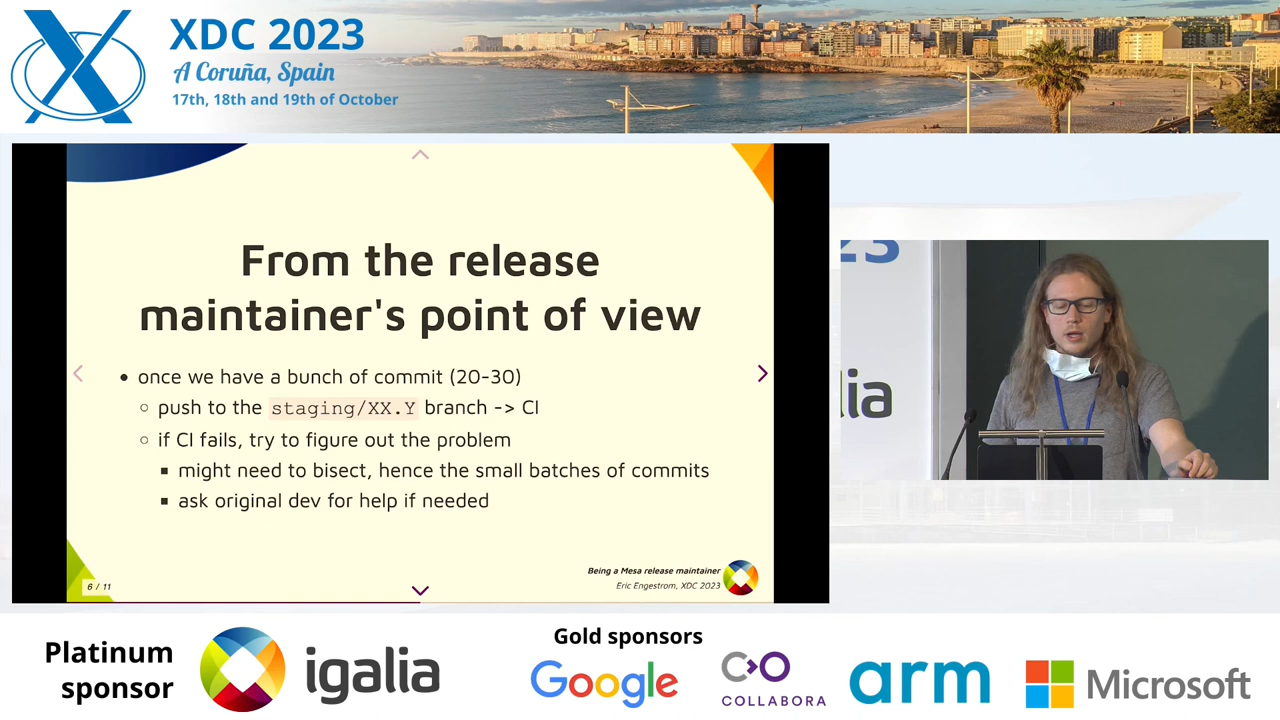 XDC 2023
A Coruña, Spain
17th, 18th and 19th of October
From the release
maintainer's point of view
• once we have a bunch of commit (20-30)
○ push to the staging/XX.Y branch -> CI
○ if CI fails, try to figure out the problem
▪ might need to bisect, hence the small batches of commits
▪ ask original dev for help if needed
6 / 11
Being a Mesa release maintainer
Eric Engestrom, XDC 2023
23
lia
Platinum
sponsor
igalia
Gold sponsors
Google
COLLABORA
arm
Microsoft